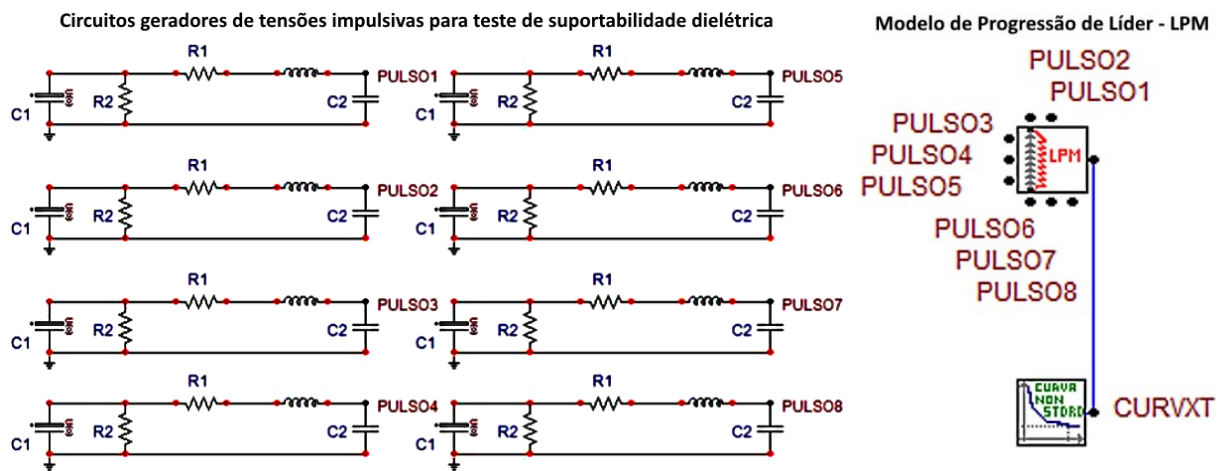 Circuitos geradores de tensões impulsivas para teste de suportabilidade dielétrica
Modelo de Progressão de Líder - LPM
R1
PULSO1
C1
R2
C2
R1
PULSO5
C1
R2
C2
R1
PULSO2
C1
R2
C2
R1
PULSO6
C1
R2
C2
R1
PULSO3
C1
R2
C2
R1
PULSO7
C1
R2
C2
R1
PULSO4
C1
R2
C2
R1
PULSO8
C1
R2
C2
PULSO2
PULSO1
PULSO3
PULSO4
PULSO5
LPM
PULSO6
PULSO7
PULSO8
CURVA
NON
STDRD
CURVXT